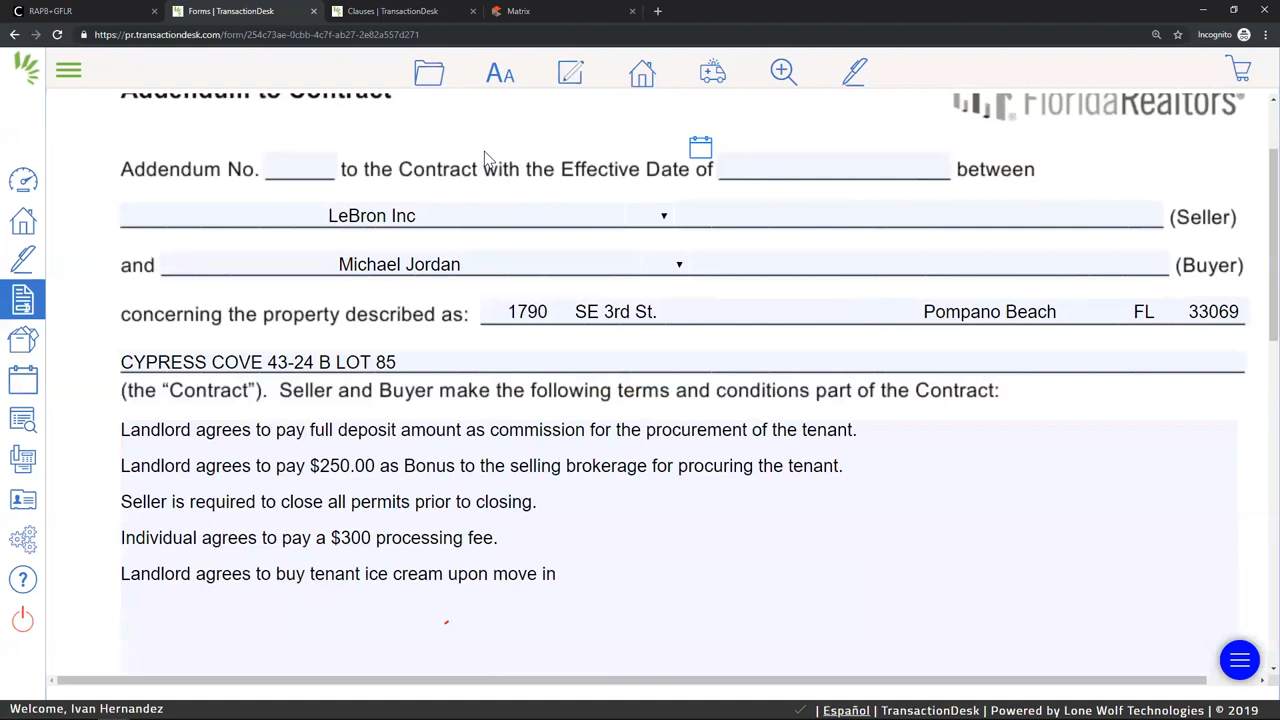 RAPB+GFLR
Forms | TransactionDesk
Clauses | TransactionDesk
Matrix
https://pr.transactiondesk.com/form/254c73ae-0cbb-4c7f-ab27-2e82a557d271
Incognito
Addendum to Contract
FloridaRealtors®
Addendum No. to the Contract with the Effective Date of between
LeBron Inc (Seller)
and Michael Jordan (Buyer)
concerning the property described as: 1790 SE 3rd St. Pompano Beach FL 33069
CYPRESS COVE 43-24 B LOT 85
(the “Contract”). Seller and Buyer make the following terms and conditions part of the Contract:
Landlord agrees to pay full deposit amount as commission for the procurement of the tenant.
Landlord agrees to pay $250.00 as Bonus to the selling brokerage for procuring the tenant.
Seller is required to close all permits prior to closing.
Individual agrees to pay a $300 processing fee.
Landlord agrees to buy tenant ice cream upon move in
Welcome, Ivan Hernandez
| Español | TransactionDesk | Powered by Lone Wolf Technologies | © 2019